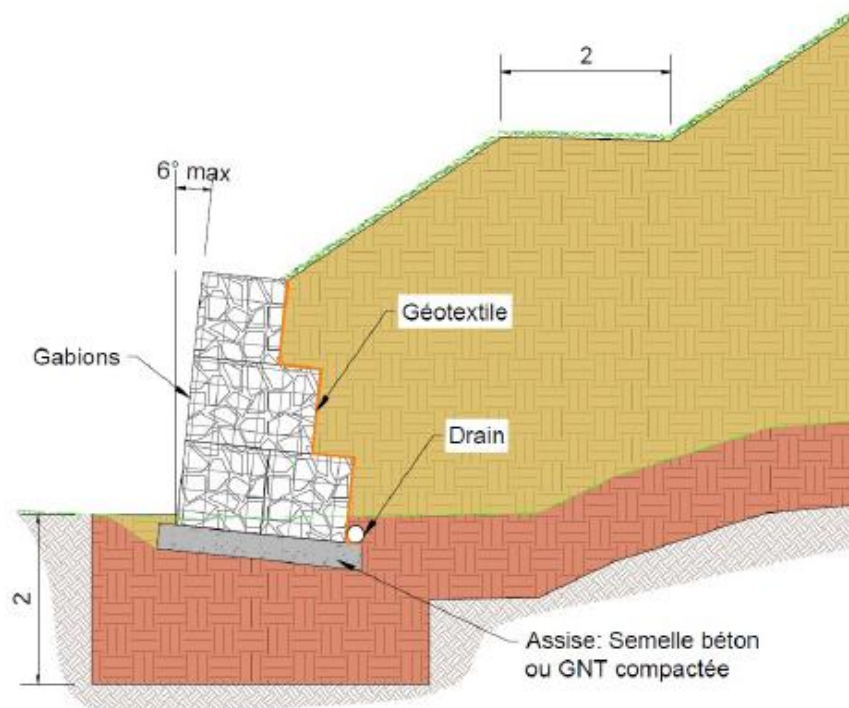 2
6° max
Géotextile
Gabions
Drain
2
Assise: Semelle béton
ou GNT compactée